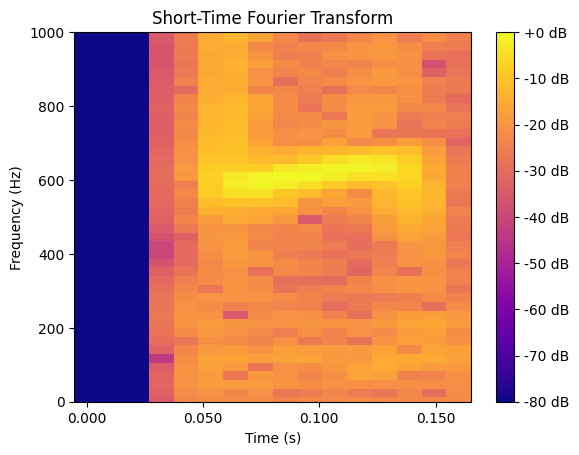 Short-Time Fourier Transform
1000
800
600
400
200
0
Frequency (Hz)
0.000
0.050
0.100
0.150
Time (s)
+0 dB
-10 dB
-20 dB
-30 dB
-40 dB
-50 dB
-60 dB
-70 dB
-80 dB